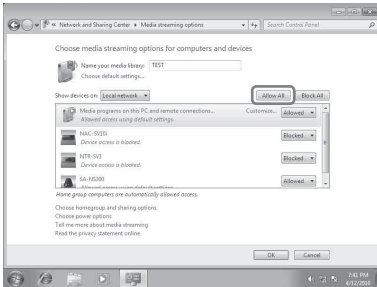 « Network and Sharing Center ▸ Media streaming options
Search Control Panel
Choose media streaming options for computers and devices
Name your media library: TEST
Choose default settings...
Show devices on: Local network
Allow All
Block All
Media programs on this PC and remote connections...
Customize...
Allowed
Allowed access using default settings.
NAC-SV10i
Device access is blocked.
Blocked
NTR-SV1
Device access is blocked.
Blocked
SA-NS300
Allowed access using default settings.
Allowed
Home group computers are automatically allowed access.
Choose homegroup and sharing options
Choose power options
Tell me more about media streaming
Read the privacy statement online
OK
Cancel
7:41 PM
4/12/2010